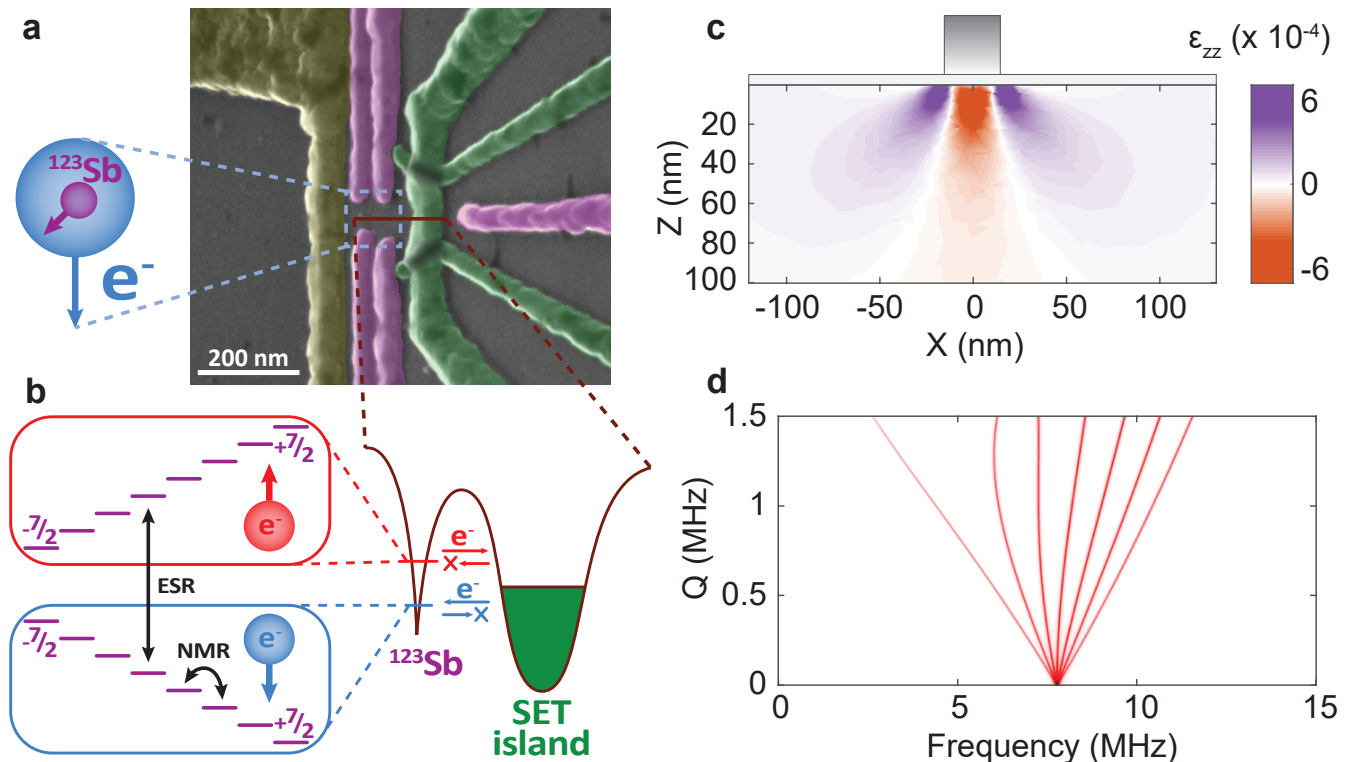 a
¹²³Sb
e⁻
200 nm
b
-⁷/₂
+⁷/₂
e⁻
ESR
-⁷/₂
NMR
e⁻
+⁷/₂
e⁻
e⁻
¹²³Sb
SET
island
c
εzz (x 10⁻⁴)
6
0
-6
20
40
60
80
100
Z (nm)
-100 -50 0 50 100
X (nm)
d
1.5
1
0.5
0
Q (MHz)
0 5 10 15
Frequency (MHz)